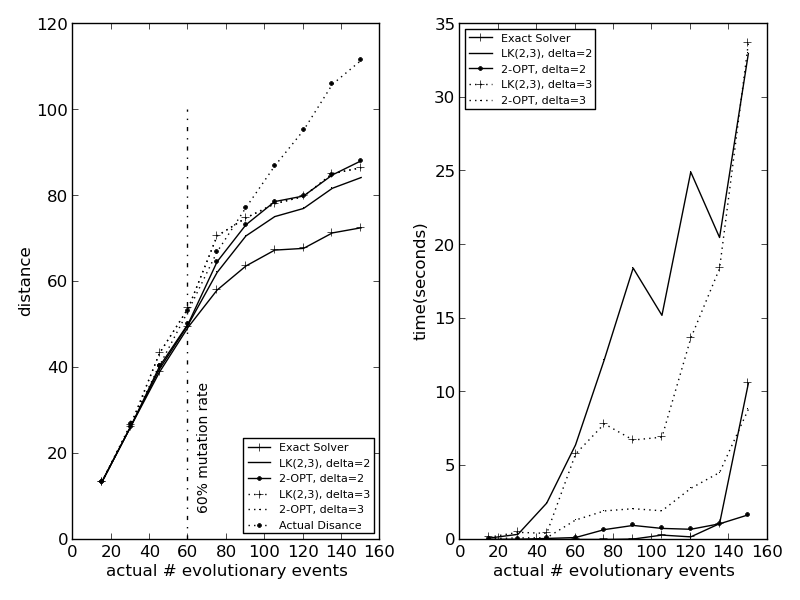 120
100
80
60
40
20
0
distance
0 20 40 60 80 100 120 140 160
actual # evolutionary events
60% mutation rate
Exact Solver
LK(2,3), delta=2
2-OPT, delta=2
LK(2,3), delta=3
2-OPT, delta=3
Actual Disance
35
30
25
20
15
10
5
0
time(seconds)
0 20 40 60 80 100 120 140 160
actual # evolutionary events
Exact Solver
LK(2,3), delta=2
2-OPT, delta=2
LK(2,3), delta=3
2-OPT, delta=3